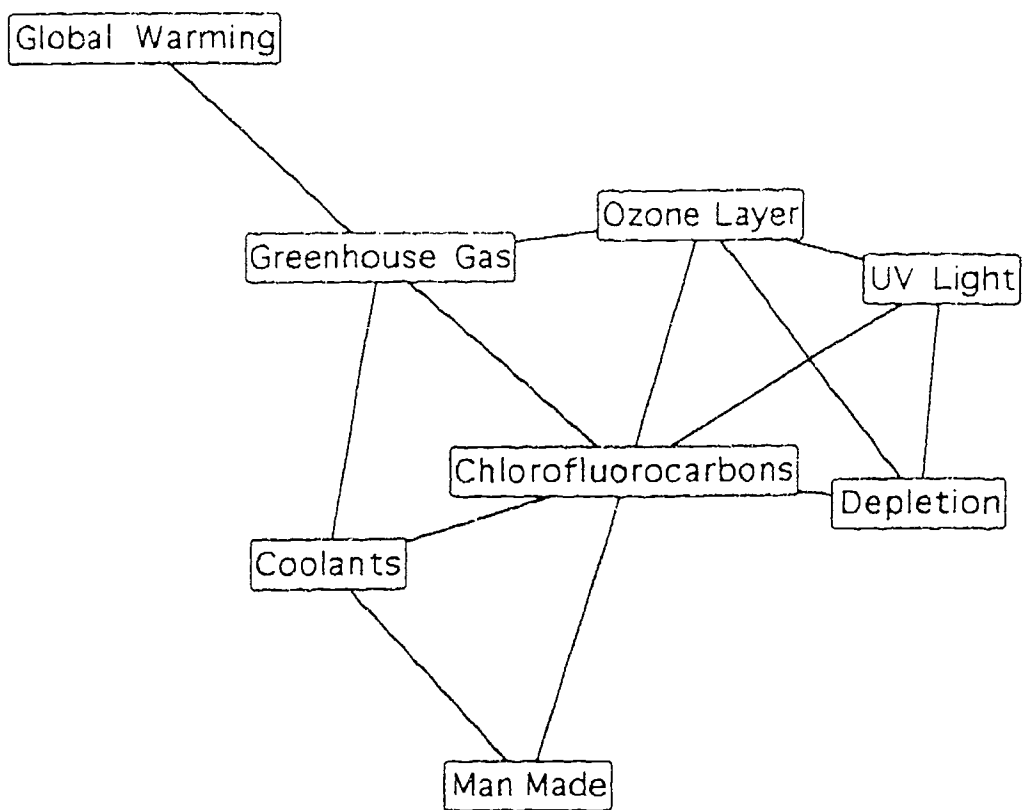 Global Warming
Ozone Layer
Greenhouse Gas
UV Light
Chlorofluorocarbons
Depletion
Coolants
Man Made